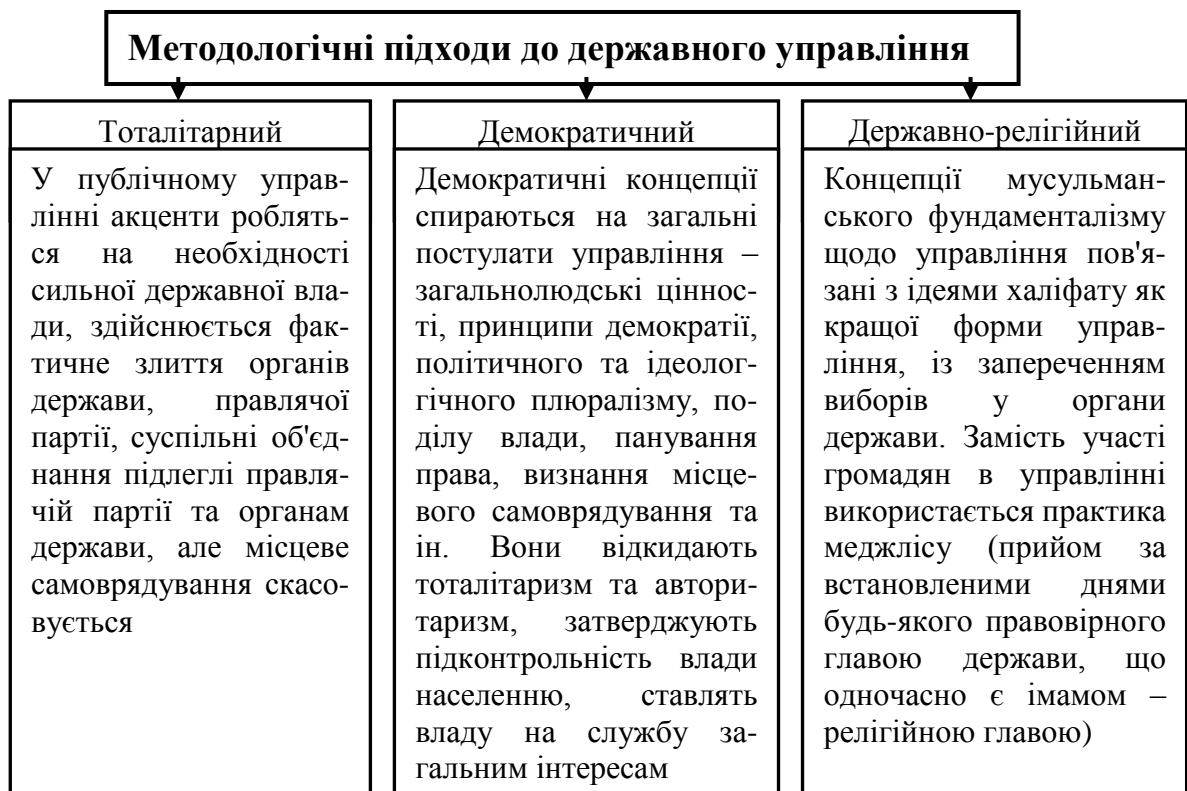 Методологічні підходи до державного управління
Тоталітарний
У публічному управ-
лінні акценти роблять-
ся на необхідності
сильної державної вла-
ди, здійснюється фак-
тичне злиття органів
держави, правлячої
партії, суспільні об'єд-
нання підлеглі правля-
чій партії та органам
держави, але місцеве
самоврядування скасо-
вується
Демократичний
Демократичні концепції
спираються на загальні
постулати управління –
загальнолюдські ціннос-
ті, принципи демократії,
політичного та ідеолог-
гічного плюралізму, по-
ділу влади, панування
права, визнання місце-
вого самоврядування та
ін. Вони відкидають
тоталітаризм та автори-
таризм, затверджують
підконтрольність влади
населенню, ставлять
владу на службу за-
гальним інтересам
Державно-релігійний
Концепції мусульман-
ського фундаменталізму
щодо управління пов'я-
зані з ідеями халіфату як
кращої форми управ-
ління, із запереченням
виборів у органи
держави. Замість участі
громадян в управлінні
використається практика
меджлісу (прийом за
встановленими днями
будь-якого правовірного
главою держави, що
одночасно є імамом –
релігійною главою)